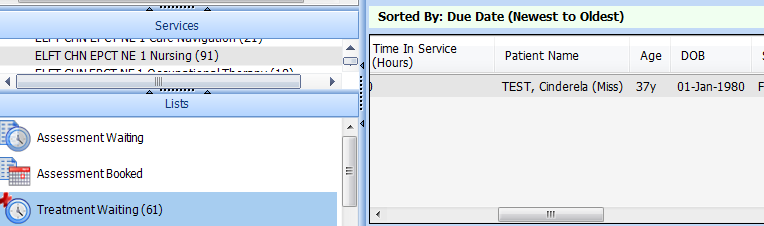 Services
ELFT CHN EPCT NE 1 Care Navigation (21)
ELFT CHN EPCT NE 1 Nursing (91)
ELFT CHN EPCT NE 1 Occupational Therapy (18)
Lists
Assessment Waiting
Assessment Booked
Treatment Waiting (61)
Sorted By: Due Date (Newest to Oldest)
Time In Service (Hours) Patient Name Age DOB
TEST, Cinderela (Miss) 37y 01-Jan-1980 F